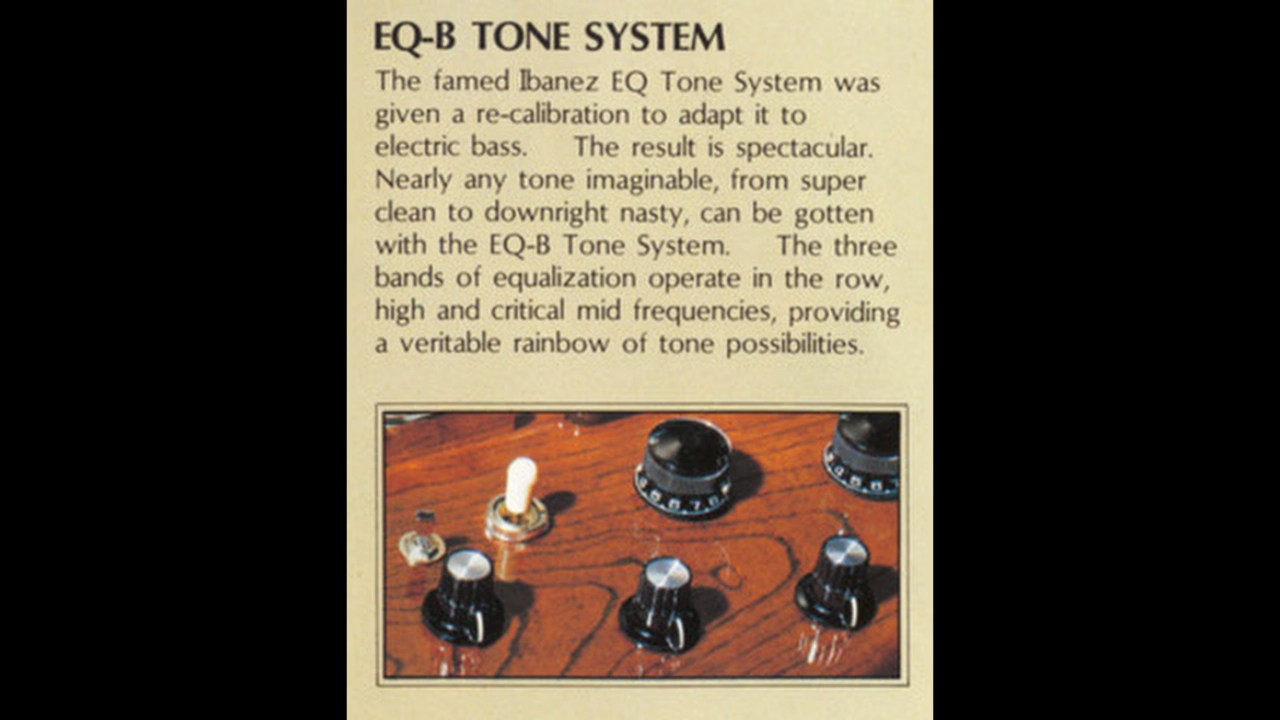 EQ-B TONE SYSTEM
The famed Ibanez EQ Tone System was
given a re-calibration to adapt it to
electric bass. The result is spectacular.
Nearly any tone imaginable, from super
clean to downright nasty, can be gotten
with the EQ-B Tone System. The three
bands of equalization operate in the row,
high and critical mid frequencies, providing
a veritable rainbow of tone possibilities.